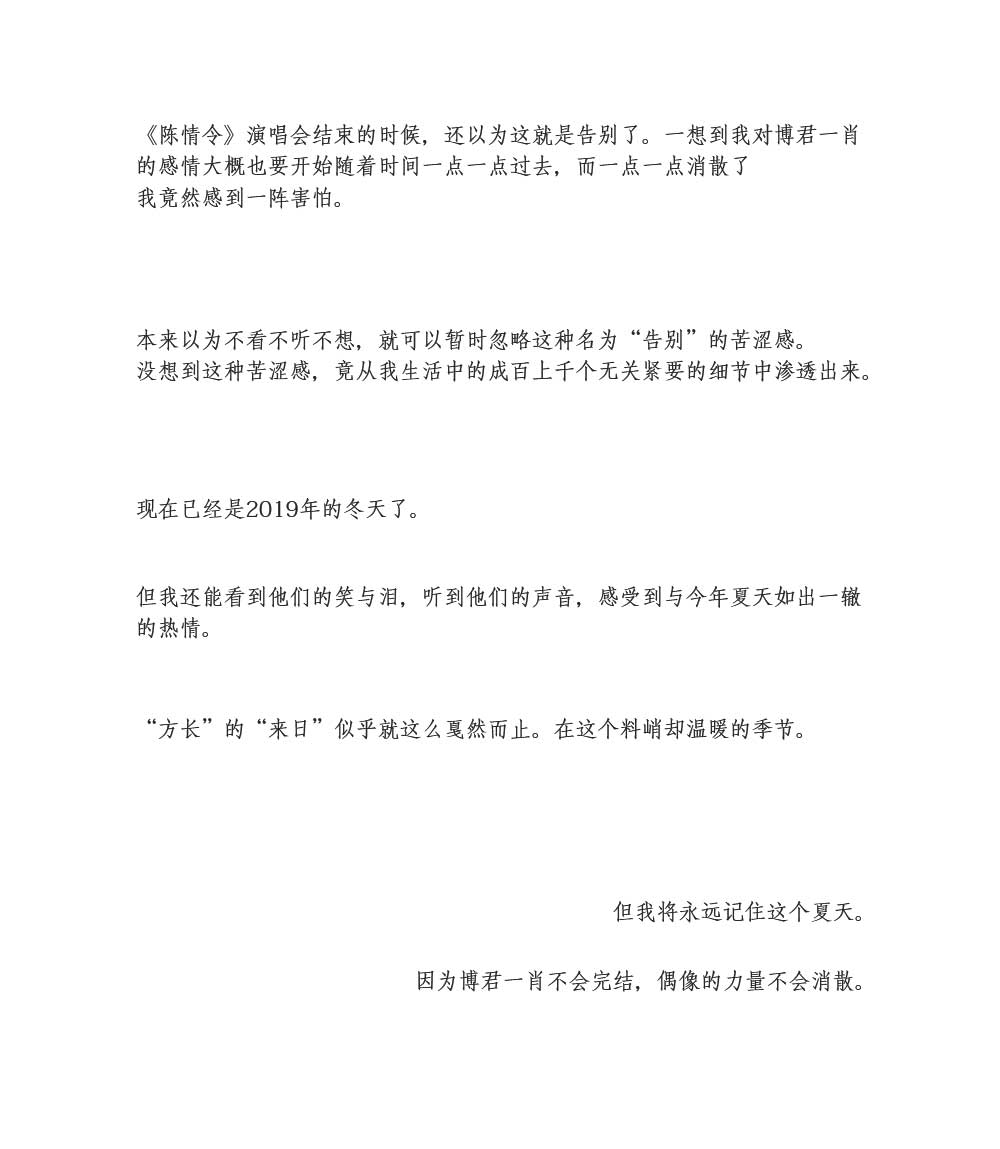 《陈情令》演唱会结束的时候，还以为这就是告别了。一想到我对博君一肖
的感情大概也要开始随着时间一点一点过去，而一点一点消散了
我竟然感到一阵害怕。
本来以为不看不听不想，就可以暂时忽略这种名为“告别”的苦涩感。
没想到这种苦涩感，竟从我生活中的成百上千个无关紧要的细节中渗透出来。
现在已经是2019年的冬天了。
但我还能看到他们的笑与泪，听到他们的声音，感受到与今年夏天如出一辙
的热情。
“方长”的“来日”似乎就这么戛然而止。在这个料峭却温暖的季节。
但我将永远记住这个夏天。
因为博君一肖不会完结，偶像的力量不会消散。